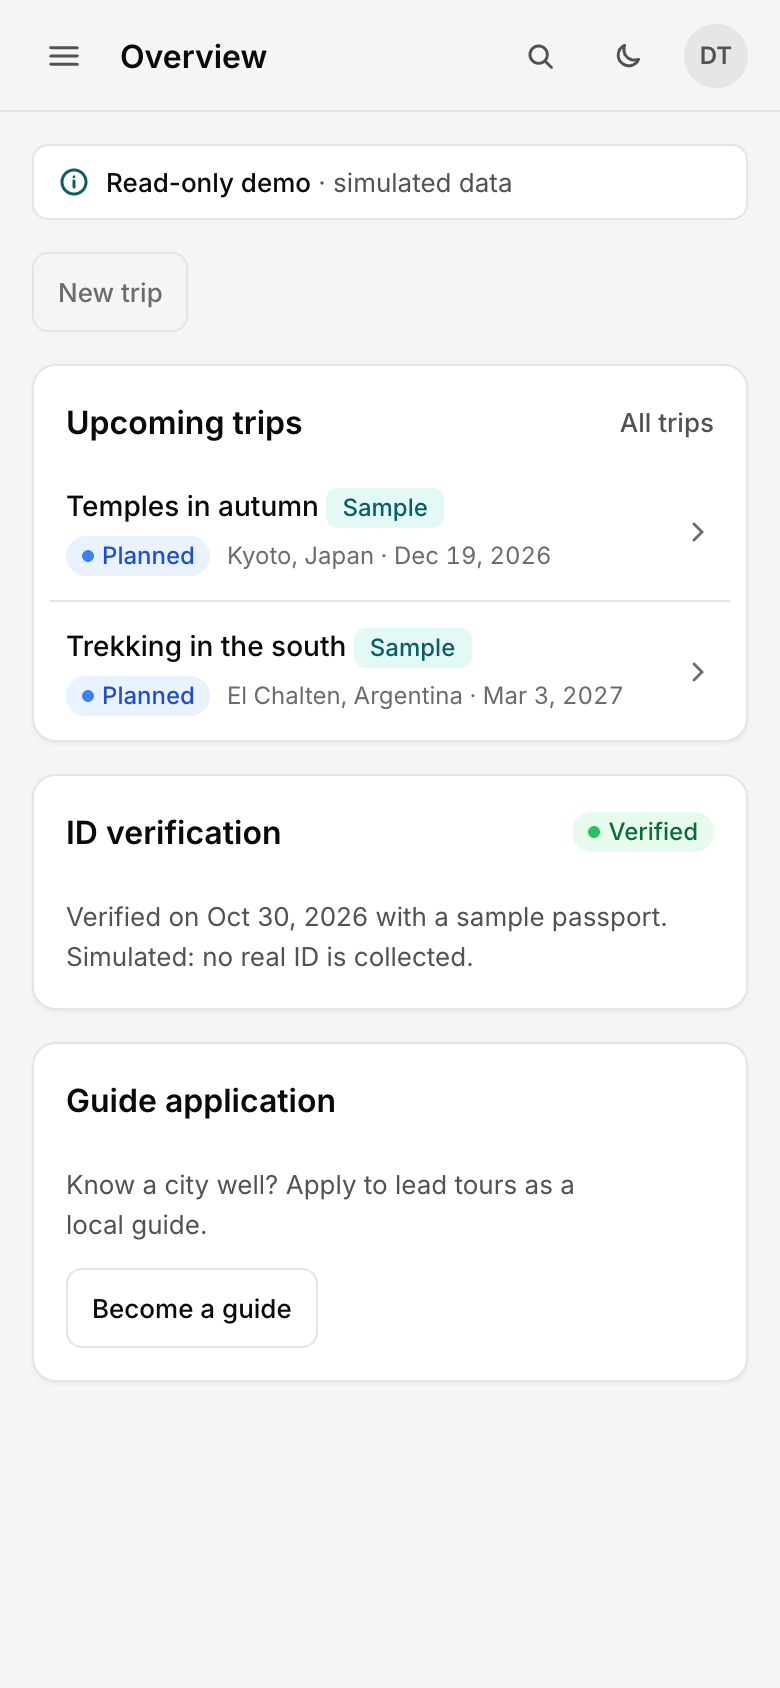 Overview
DT
Read-only demo · simulated data
New trip
Upcoming trips
All trips
Temples in autumn Sample
Planned Kyoto, Japan · Dec 19, 2026
Trekking in the south Sample
Planned El Chalten, Argentina · Mar 3, 2027
ID verification
Verified
Verified on Oct 30, 2026 with a sample passport.
Simulated: no real ID is collected.
Guide application
Know a city well? Apply to lead tours as a
local guide.
Become a guide